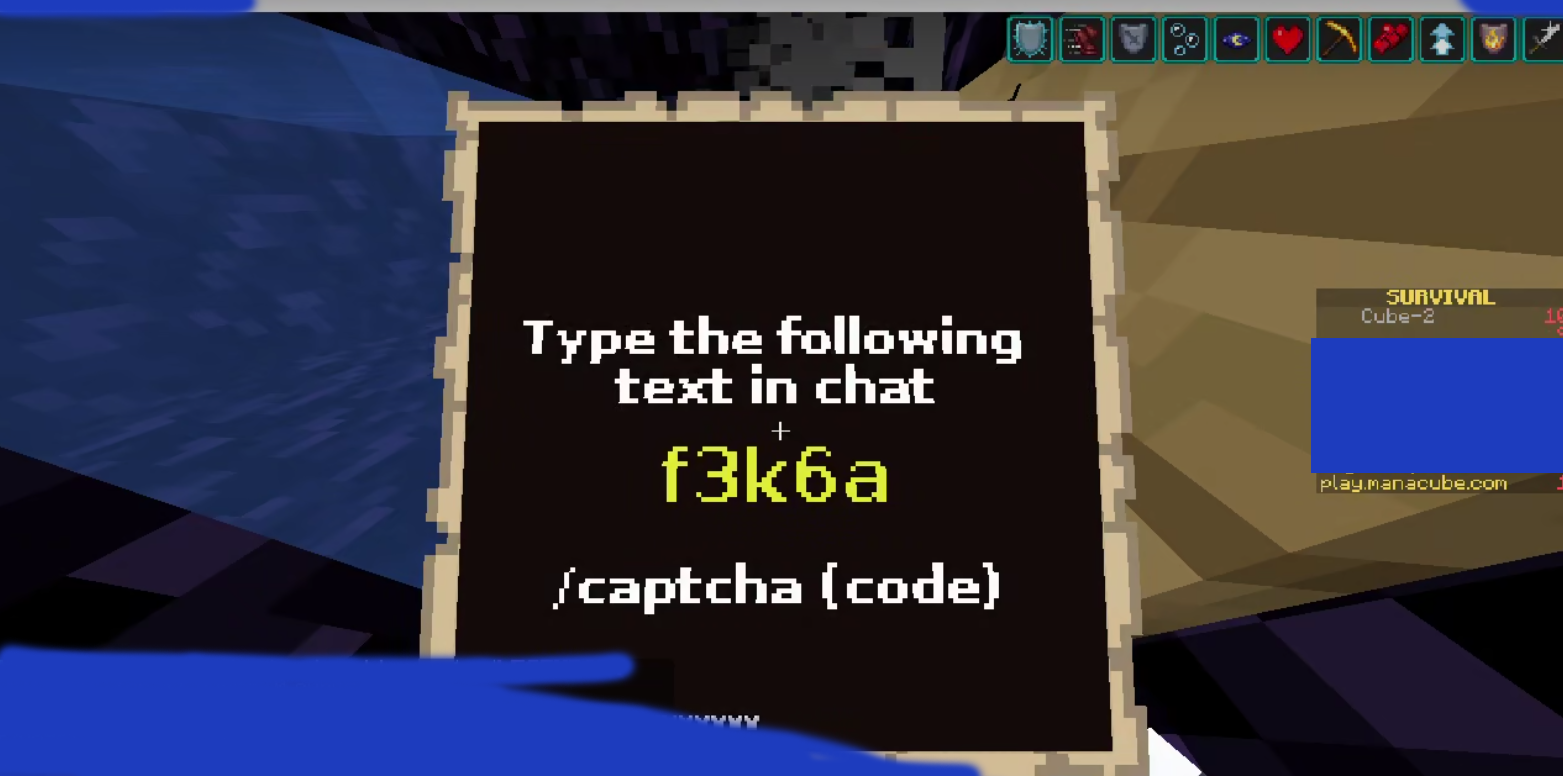 SURVIVAL
Cube-2
Type the following
text in chat
f3k6a
play.manacube.com
/captcha (code)